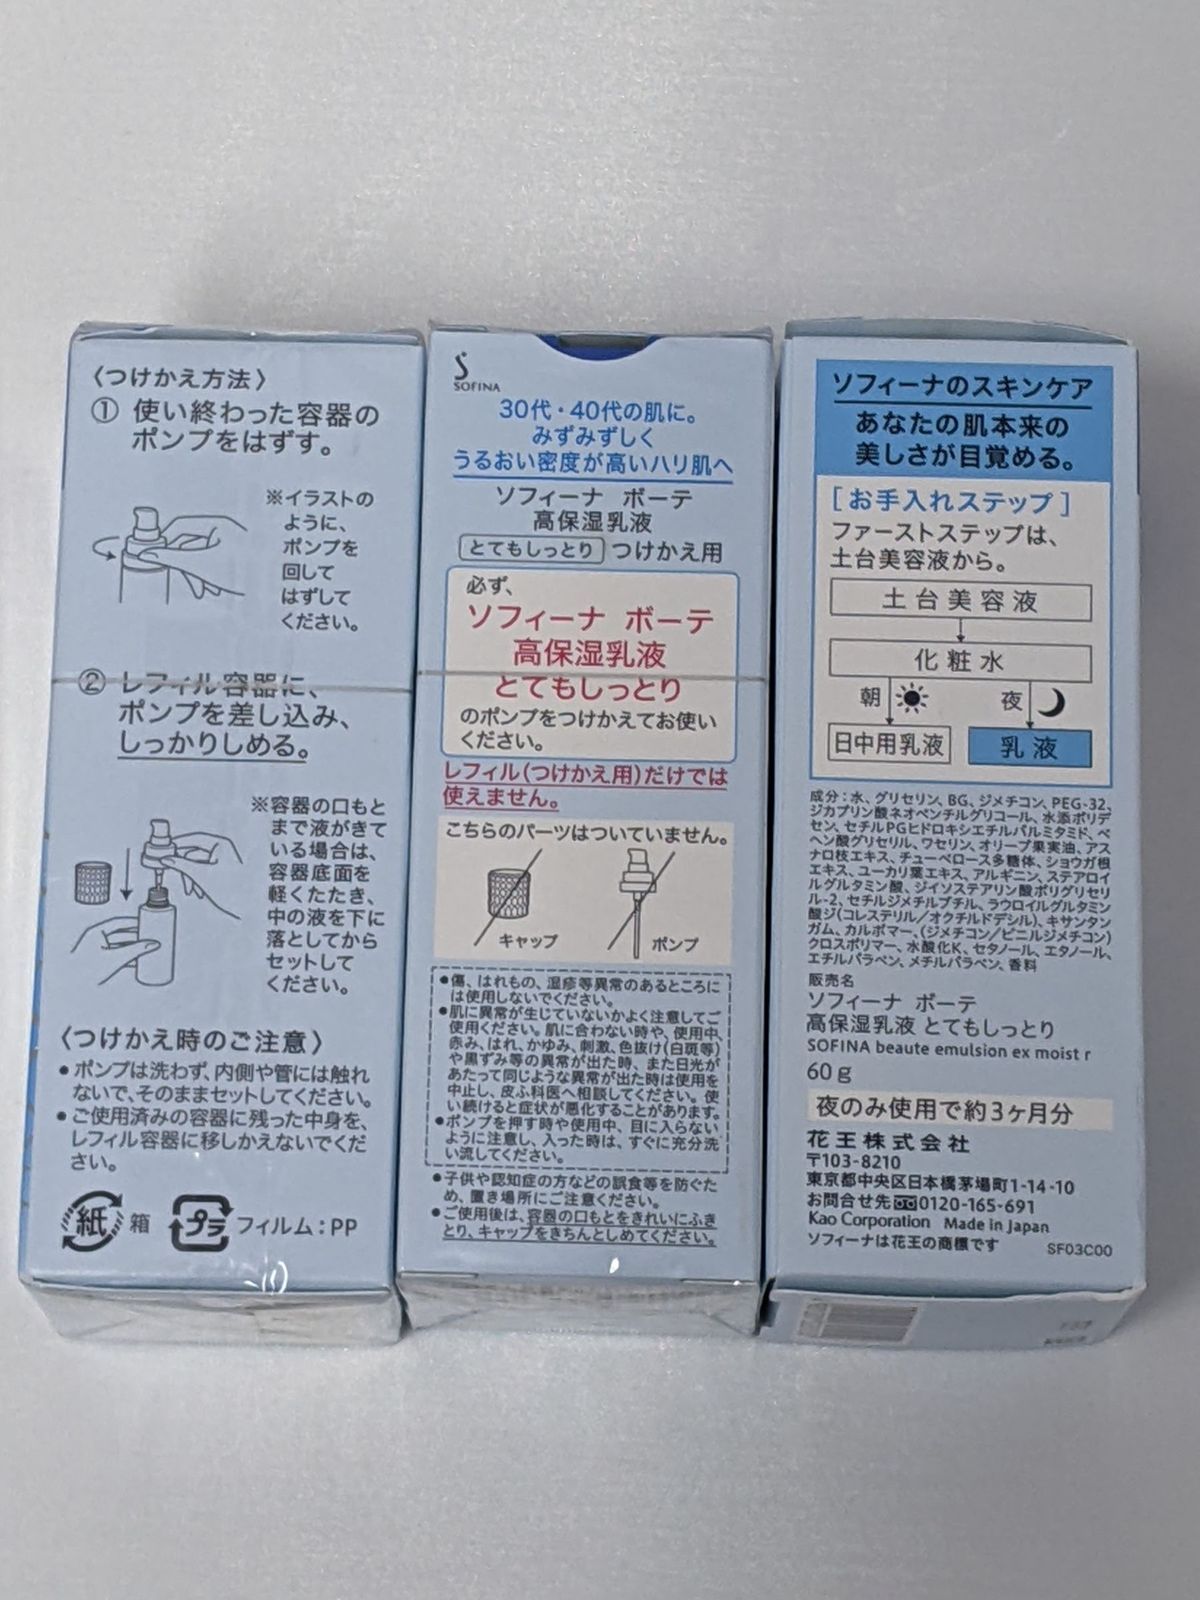 〈つけかえ方法〉
① 使い終わった容器の
ポンプをはずす。
※イラストの
ように、
ポンプを
回して
はずして
ください。
② レフィル容器に、
ポンプを差し込み、
しっかりしめる。
※容器の口もと
まで液がきて
いる場合は、
容器底面を
軽くたたき、
中の液を下に
落としてから
セットして
ください。
〈つけかえ時のご注意〉
●ポンプは洗わず、内側や管には触れ
ないで、そのままセットしてください。
●ご使用済みの容器に残った中身を、
レフィル容器に移しかえないでくだ
さい。
紙 箱 プラ フィルム:PP
SOFINA
30代・40代の肌に。
みずみずしく
うるおい密度が高いハリ肌へ
ソフィーナ ボーテ
高保湿乳液
とてもしっとり つけかえ用
必ず、
ソフィーナ ボーテ
高保湿乳液
とてもしっとり
のポンプをつけかえてお使い
ください。
レフィル(つけかえ用)だけでは
使えません。
こちらのパーツはついていません。
キャップ ポンプ
●傷、はれもの、湿疹等異常のあるところに
は使用しないでください。
●肌に異常が生じていないかよく注意してご
使用ください。肌に合わない時や、使用中、
赤み、はれ、かゆみ、刺激、色抜け(白斑等)
や黒ずみ等の異常が出た時、また日光が
あたって同じような異常が出た時は使用を
中止し、皮ふ科医へ相談してください。使
い続けると症状が悪化することがあります。
●ポンプを押す時や使用中、目に入らない
ように注意し、入った時は、すぐに充分洗
い流してください。
●子供や認知症の方などの誤食等を防ぐた
め、置き場所にご注意ください。
●ご使用後は、容器の口もとをきれいにふき
とり、キャップをきちんとしめてください。
ソフィーナのスキンケア
あなたの肌本来の
美しさが目覚める。
[お手入れステップ]
ファーストステップは、
土台美容液から。
土台美容液
化粧水
朝 夜
日中用乳液 乳液
成分:水、グリセリン、BG、ジメチコン、PEG-32、
ジカプリン酸ネオペンチルグリコール、水添ポリデ
セン、セチルPGヒドロキシエチルパルミタミド、ベ
ヘン酸グリセリル、ワセリン、オリーブ果実油、アス
ナロ枝エキス、チューベロース多糖体、ショウガ根
エキス、ユーカリ葉エキス、アルギニン、ステアロイ
ルグルタミン酸、ジイソステアリン酸ポリグリセリ
ル-2、セチルジメチルブチル、ラウロイルグルタミン
酸ジ(コレステリル/オクチルドデシル)、キサンタン
ガム、カルボマー、(ジメチコン/ビニルジメチコン)
クロスポリマー、水酸化K、セタノール、エタノール、
エチルパラベン、メチルパラベン、香料
販売名
ソフィーナ ボーテ
高保湿乳液 とてもしっとり
SOFINA beaute emulsion ex moist r
60g
夜のみ使用で約3ヶ月分
花王株式会社
〒103-8210
東京都中央区日本橋茅場町1-14-10
お問合せ先 0120-165-691
Kao Corporation Made in Japan
ソフィーナは花王の商標です SF03C00